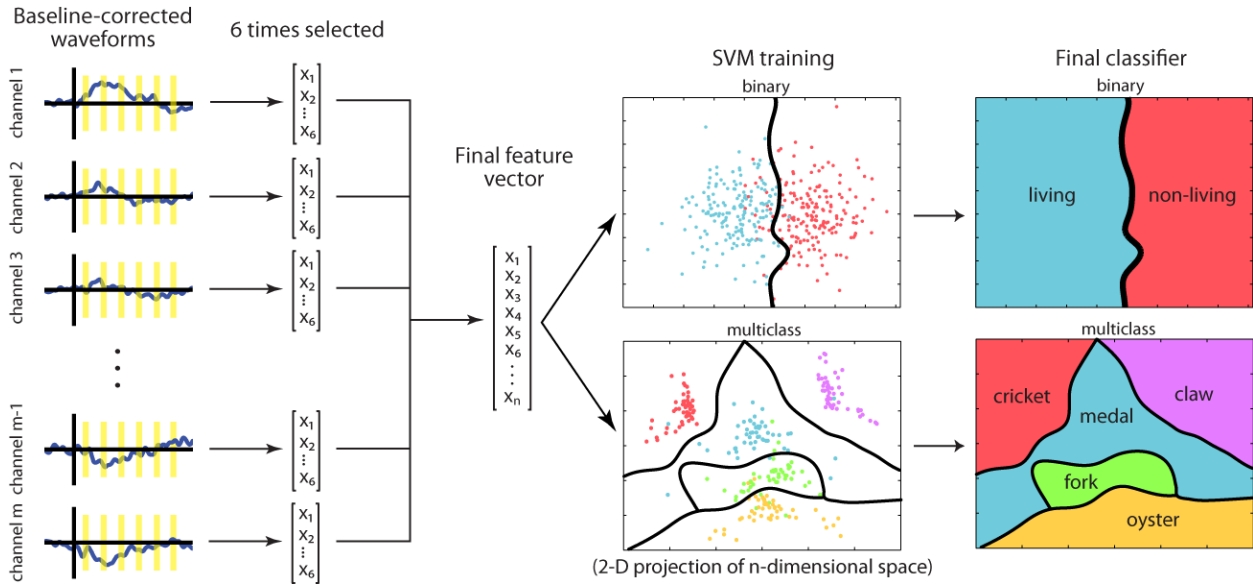 Baseline-corrected
waveforms
6 times selected
channel 1
x1
x2
⋮
x6
channel 2
x1
x2
⋮
x6
channel 3
x1
x2
⋮
x6
channel m-1
x1
x2
⋮
x6
channel m
x1
x2
⋮
x6
Final feature
vector
x1
x2
x3
x4
x5
x6
⋮
xn
SVM training
binary
multiclass
(2-D projection of n-dimensional space)
Final classifier
binary
living
non-living
multiclass
cricket
claw
medal
fork
oyster